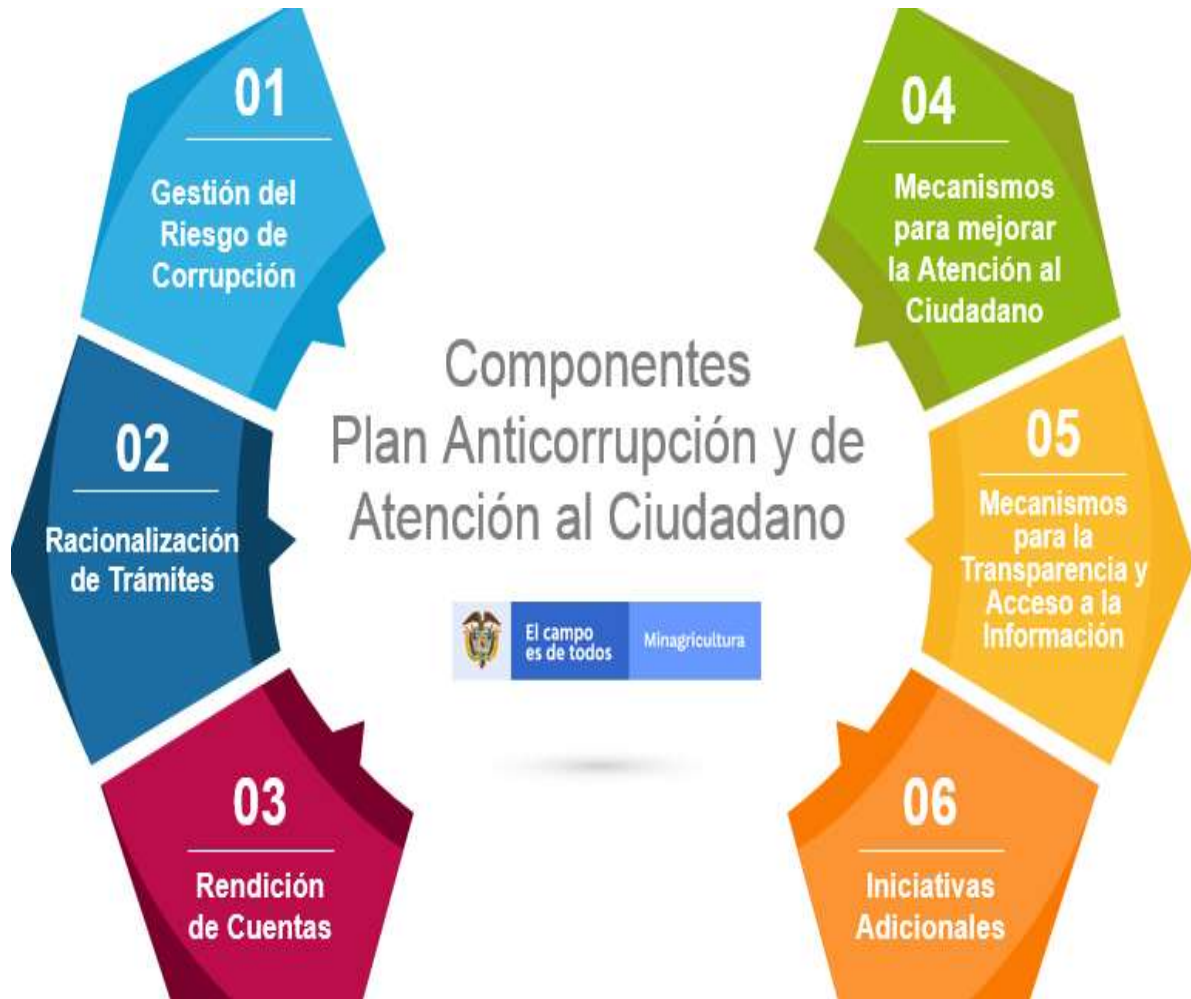 01
Gestión del
Riesgo de
Corrupción
02
Racionalización
de Trámites
03
Rendición
de Cuentas
Componentes
Plan Anticorrupción y de
Atención al Ciudadano
El campo
es de todos
Minagricultura
04
Mecanismos
para mejorar
la Atención al
Ciudadano
05
Mecanismos
para la
Transparencia y
Acceso a la
Información
06
Iniciativas
Adicionales